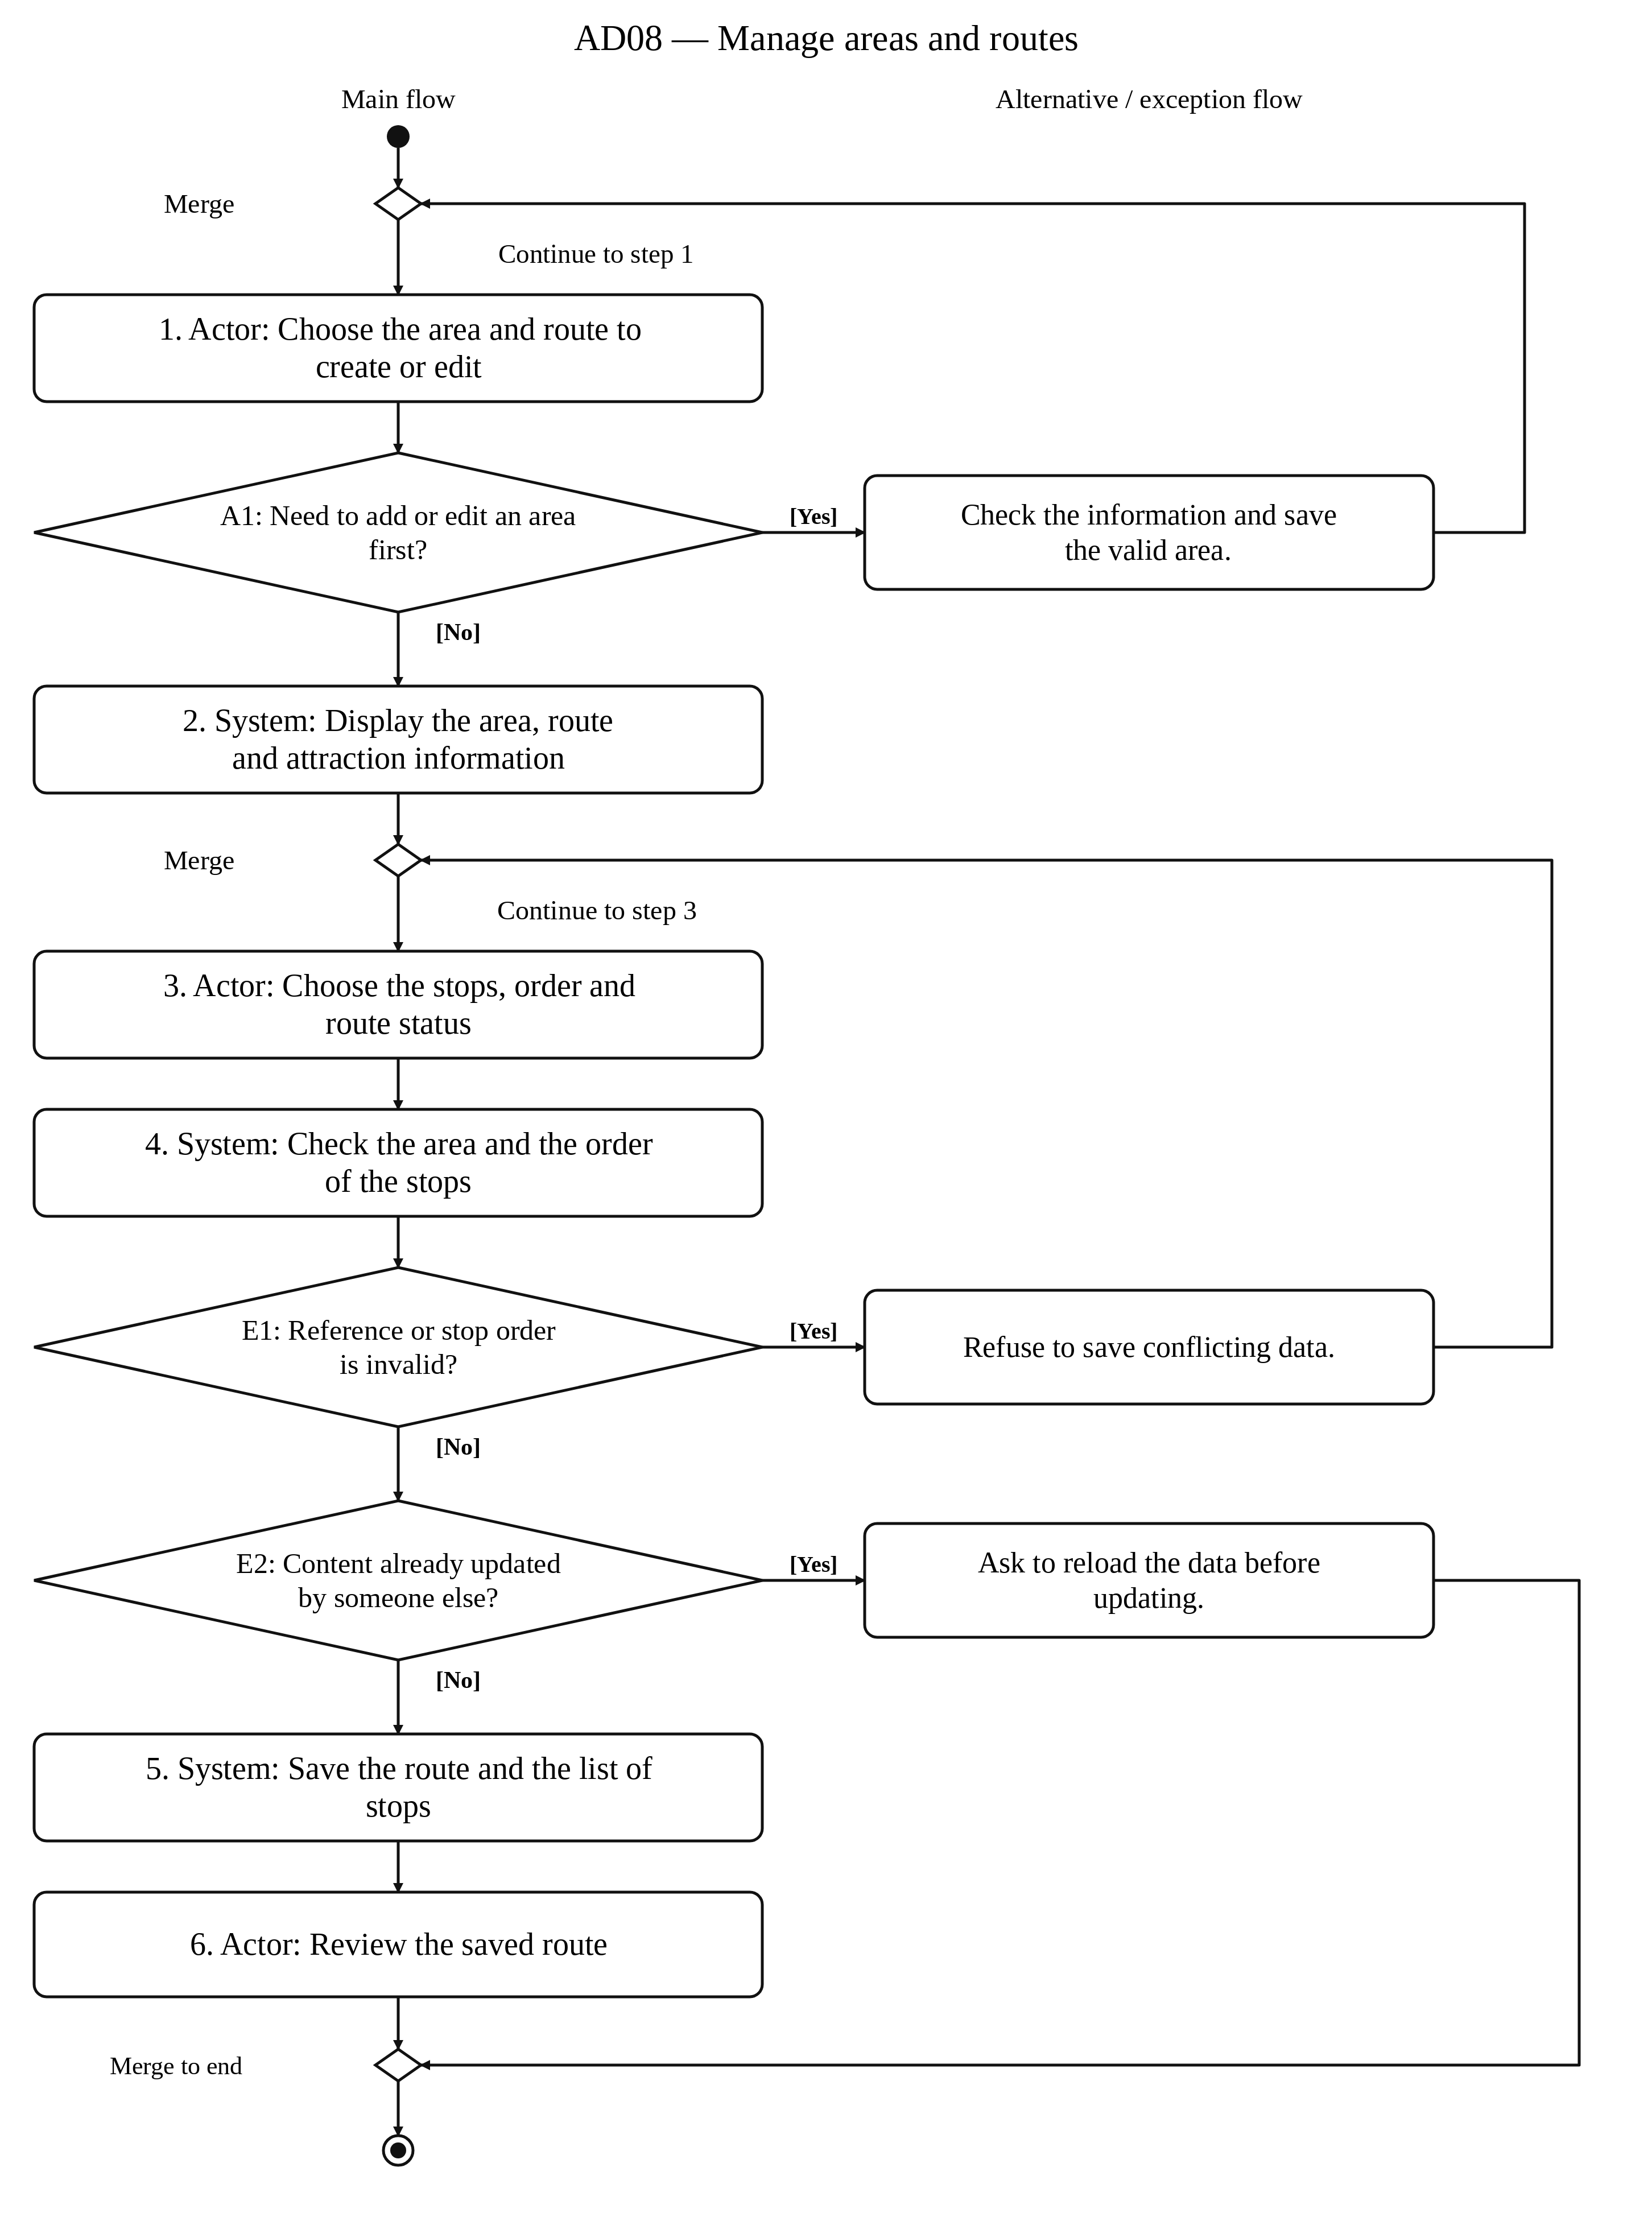 AD08 — Manage areas and routes
Main flow
Alternative / exception flow
Merge
Continue to step 1
1. Actor: Choose the area and route to
create or edit
A1: Need to add or edit an area
first?
[Yes]
Check the information and save
the valid area.
[No]
2. System: Display the area, route
and attraction information
Merge
Continue to step 3
3. Actor: Choose the stops, order and
route status
4. System: Check the area and the order
of the stops
E1: Reference or stop order
is invalid?
[Yes]
Refuse to save conflicting data.
[No]
E2: Content already updated
by someone else?
[Yes]
Ask to reload the data before
updating.
[No]
5. System: Save the route and the list of
stops
6. Actor: Review the saved route
Merge to end